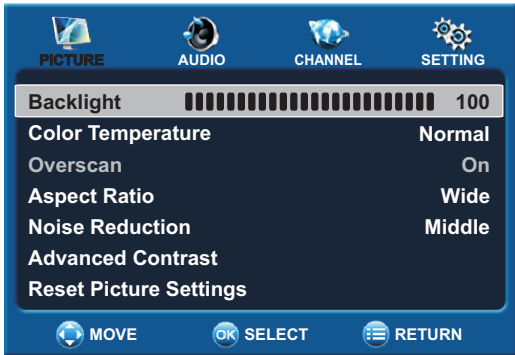 PICTURE AUDIO CHANNEL SETTING
Backlight 100
Color Temperature Normal
Overscan On
Aspect Ratio Wide
Noise Reduction Middle
Advanced Contrast
Reset Picture Settings
MOVE OK SELECT RETURN